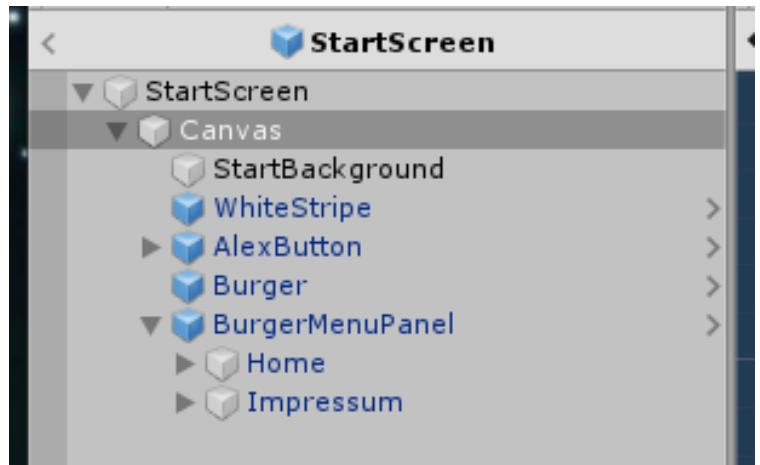 StartScreen
StartScreen
Canvas
StartBackground
WhiteStripe
AlexButton
Burger
BurgerMenuPanel
Home
Impressum